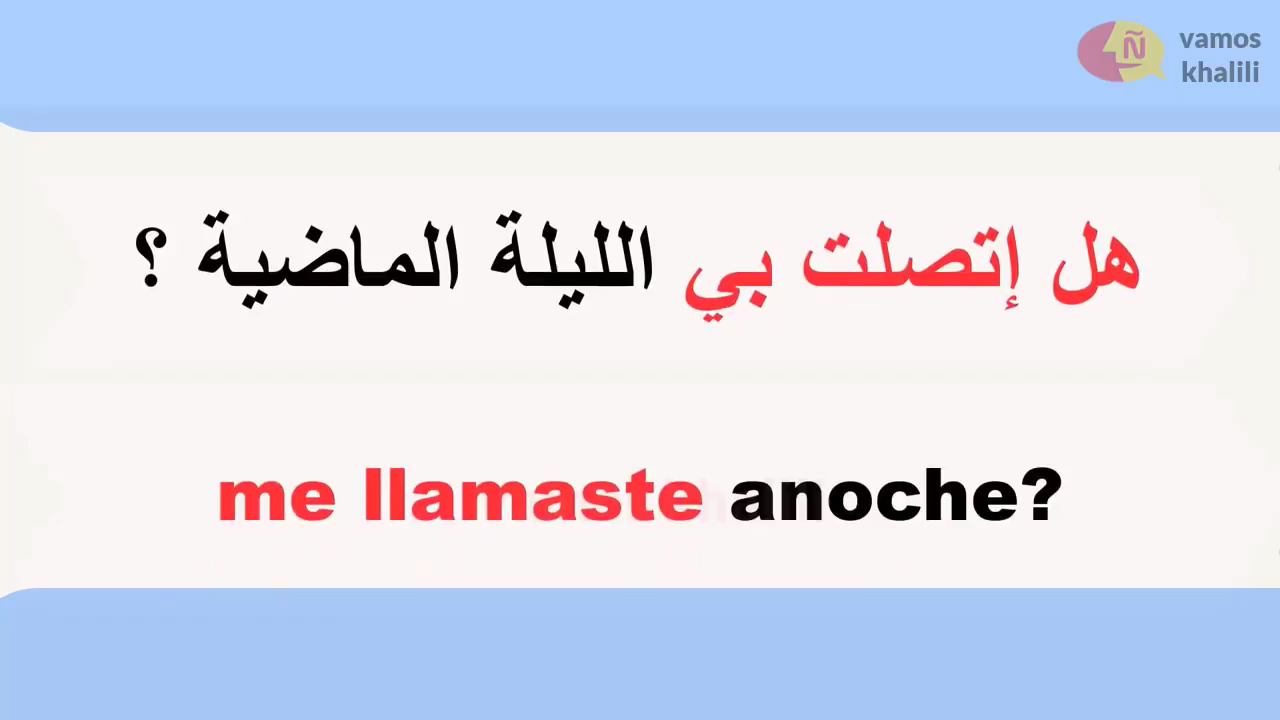 vamos
khalili
هل إتصلت بي الليلة الماضية ؟
me llamaste anoche?